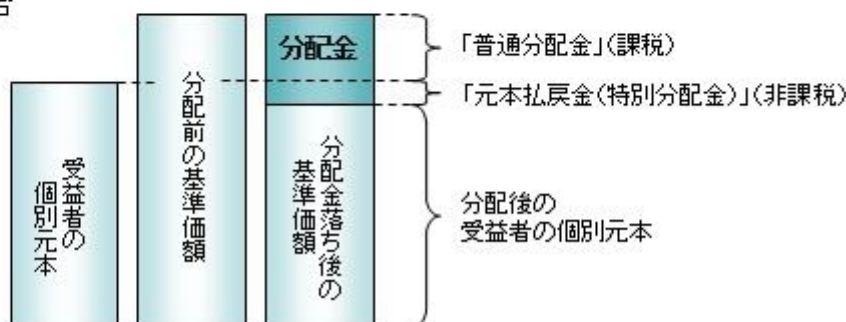 分配金
「普通分配金」(課税)
「元本払戻金(特別分配金)」(非課税)
受益者の
個別元本
分配前の基準価額
分配金落ち後の
基準価額
分配後の
受益者の個別元本